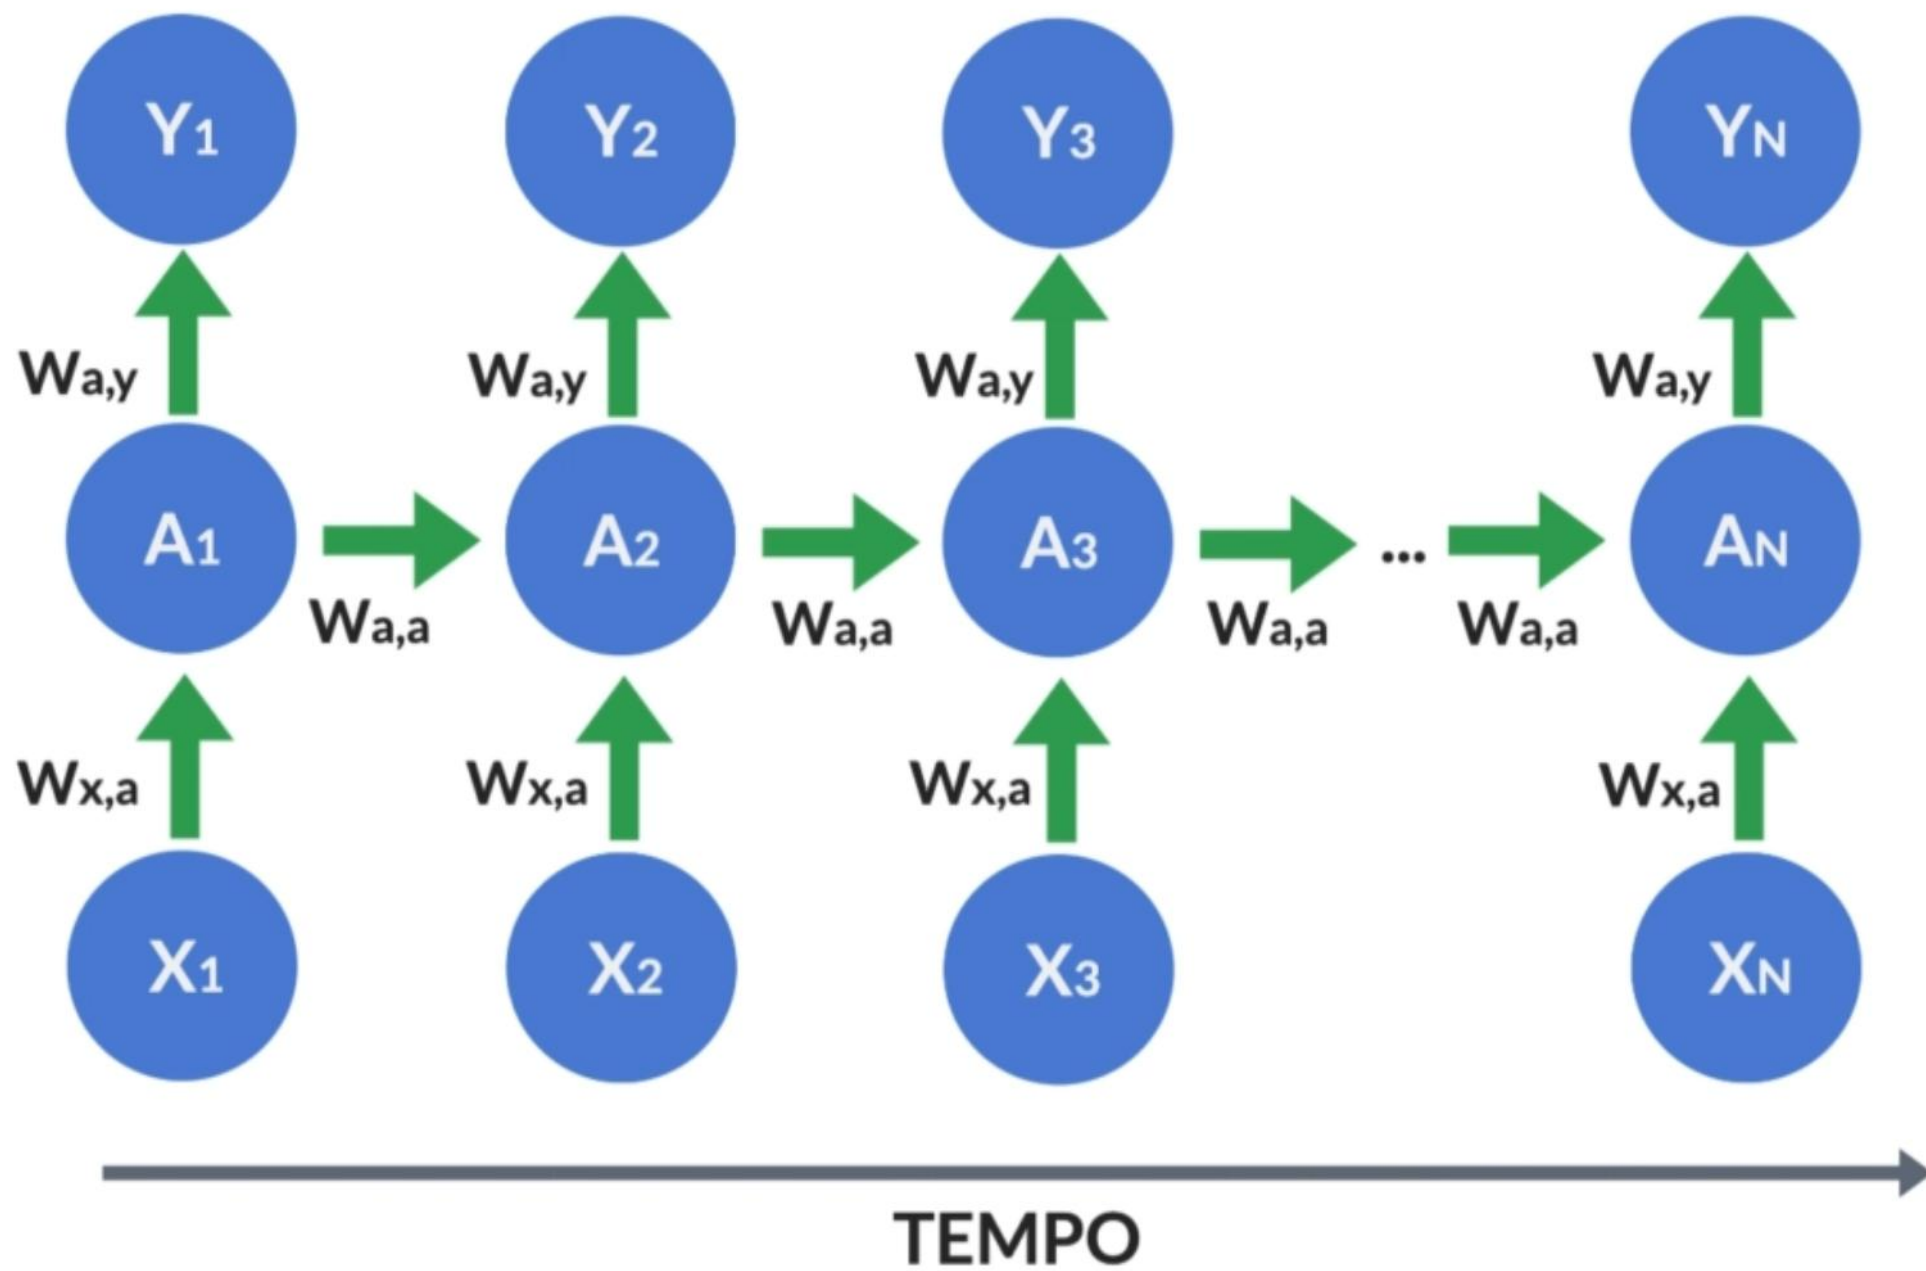 Y1 Y2 Y3 YN
Wa,y Wa,y Wa,y Wa,y
A1 A2 A3 ... AN
Wa,a Wa,a Wa,a Wa,a
Wx,a Wx,a Wx,a Wx,a
X1 X2 X3 XN
TEMPO